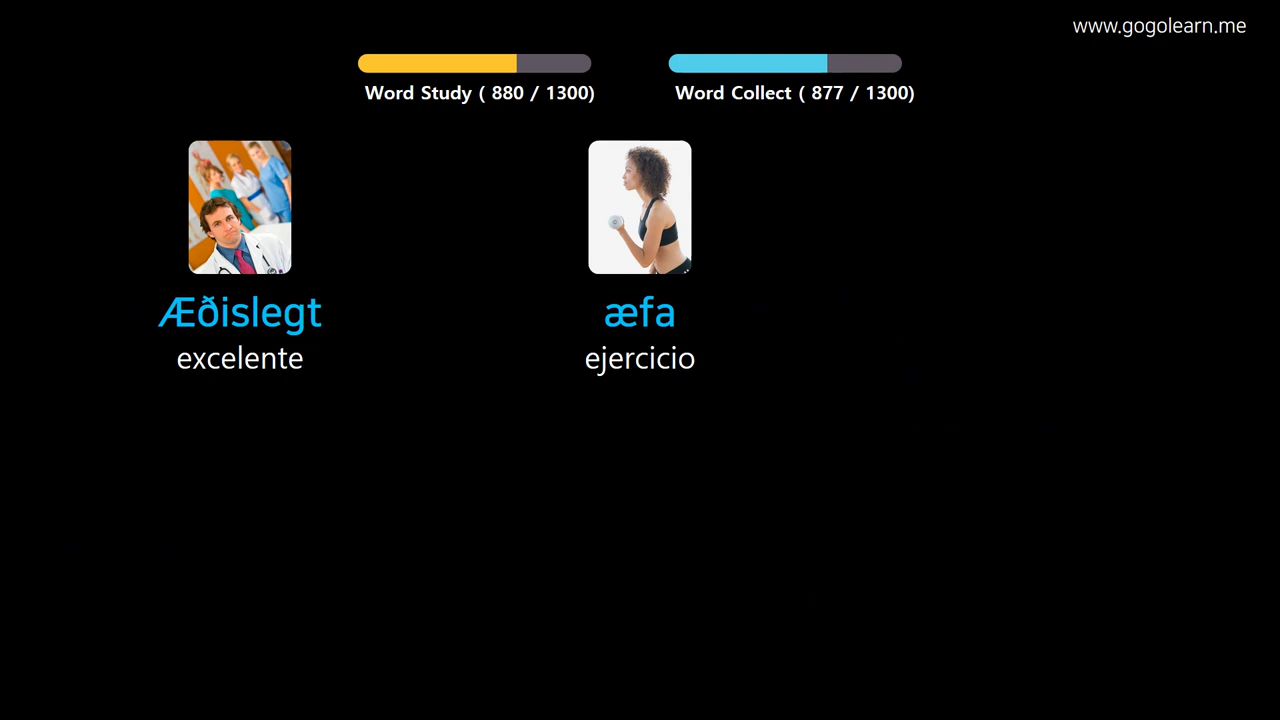 www.gogolearn.me
Word Study ( 880 / 1300)
Word Collect ( 877 / 1300)
Æðislegt
æfa
excelente
ejercicio